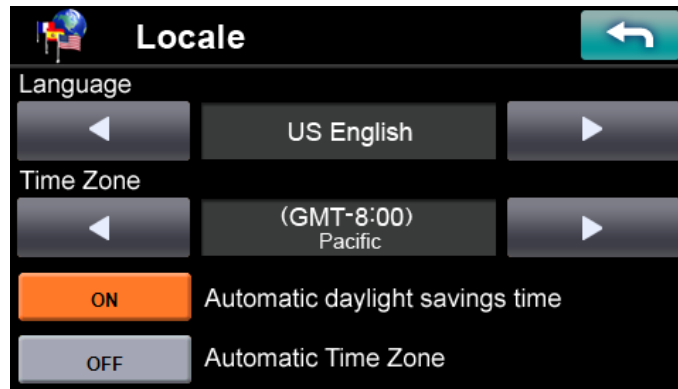 Locale
Language
US English
Time Zone
(GMT-8:00)
Pacific
ON Automatic daylight savings time
OFF Automatic Time Zone